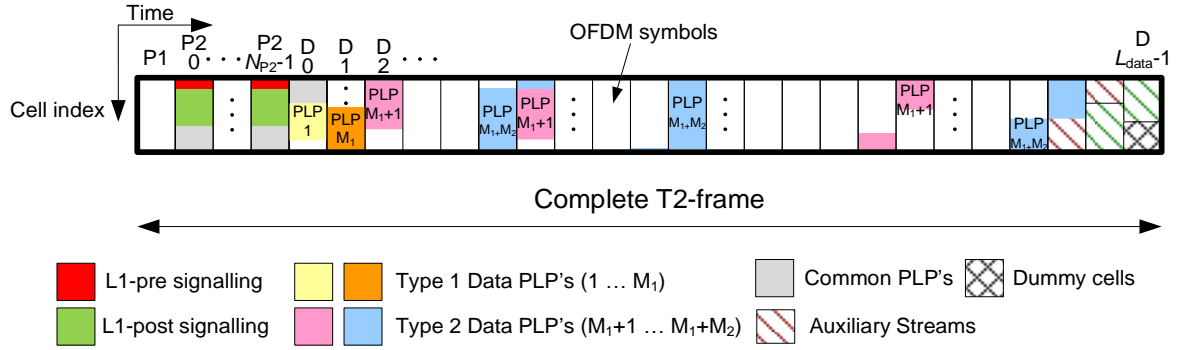 Time
OFDM symbols
P1
P2
0
· · ·
P2
N_P2-1
D
0
D
1
D
2
· · ·
D
L_data-1
Cell index
PLP
1
PLP
M₁
PLP
M₁+1
PLP
M₁+M₂
PLP
M₁+1
PLP
M₁+M₂
PLP
M₁+1
PLP
M₁+M₂
Complete T2-frame
L1-pre signalling
Type 1 Data PLP's (1 … M₁)
Common PLP's
Dummy cells
L1-post signalling
Type 2 Data PLP's (M₁+1 … M₁+M₂)
Auxiliary Streams